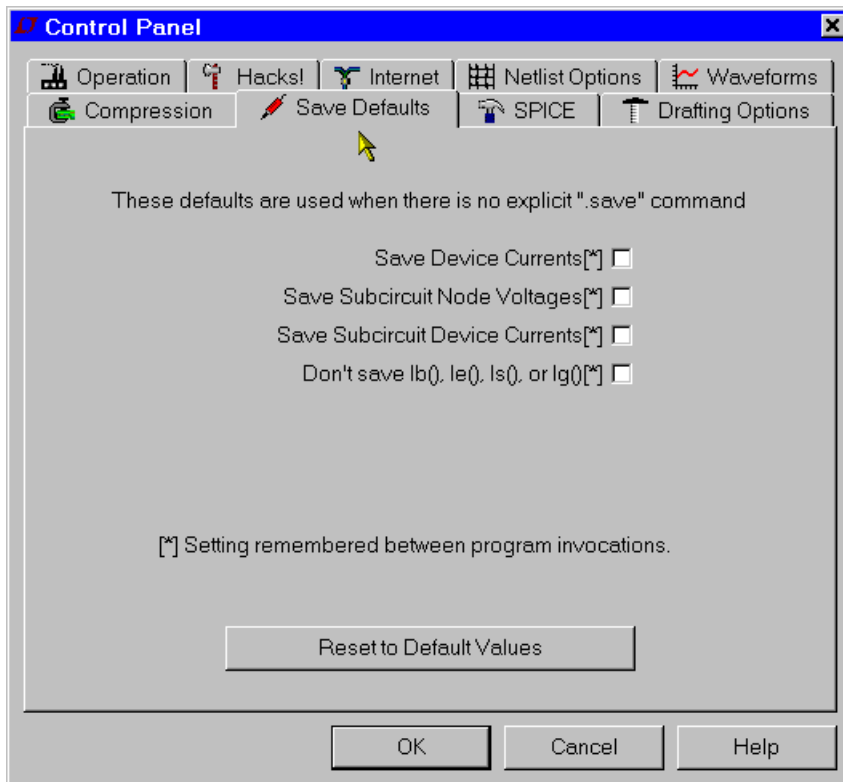 Control Panel
Operation Hacks! Internet Netlist Options Waveforms
Compression Save Defaults SPICE Drafting Options
These defaults are used when there is no explicit ".save" command
Save Device Currents[*]
Save Subcircuit Node Voltages[*]
Save Subcircuit Device Currents[*]
Don't save Ib(), Ie(), Is(), or Ig()[*]
[*] Setting remembered between program invocations.
Reset to Default Values
OK Cancel Help